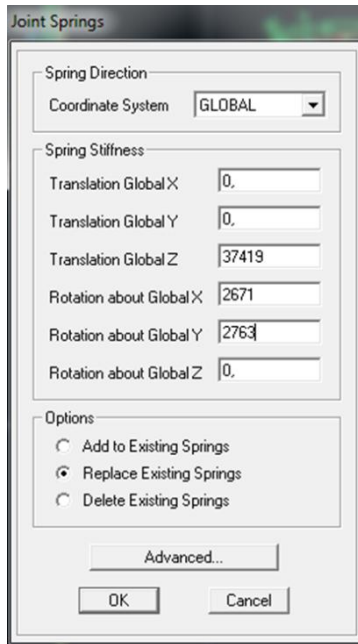 Joint Springs
Spring Direction
Coordinate System GLOBAL
Spring Stiffness
Translation Global X 0,
Translation Global Y 0,
Translation Global Z 37419
Rotation about Global X 2671
Rotation about Global Y 2763
Rotation about Global Z 0,
Options
Add to Existing Springs
Replace Existing Springs
Delete Existing Springs
Advanced...
OK Cancel